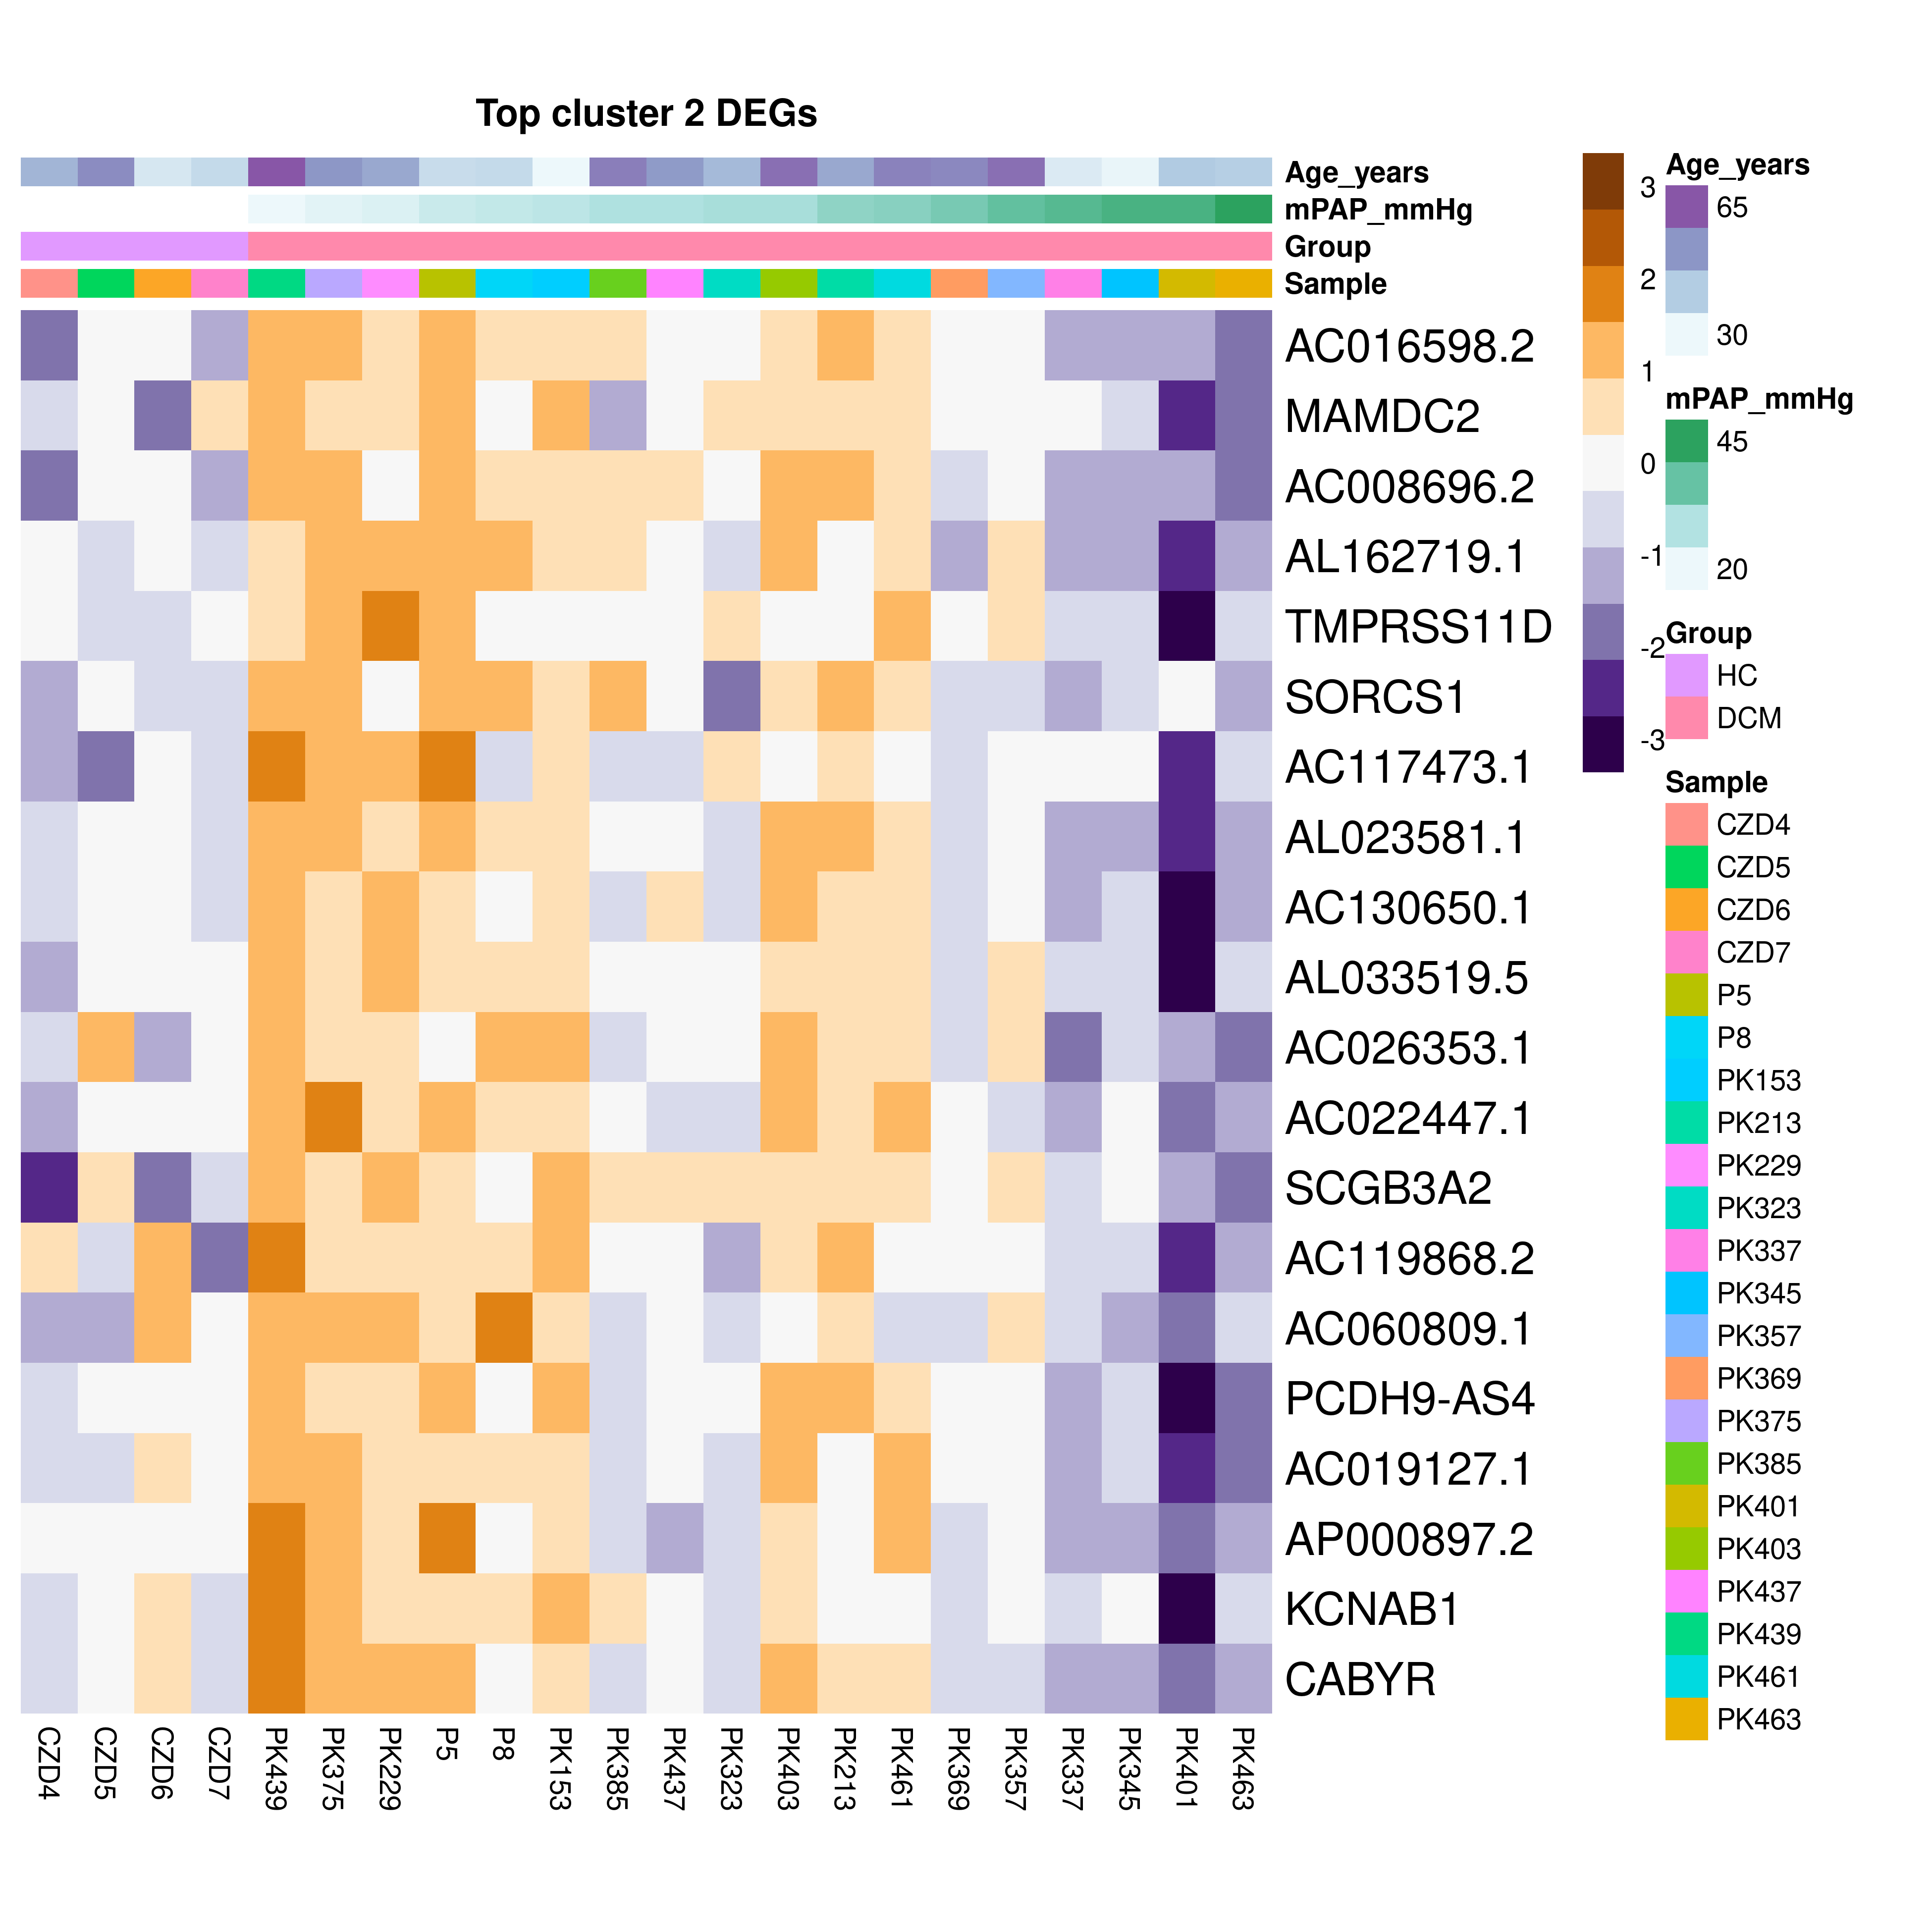 Top cluster 2 DEGs
Age_years
mPAP_mmHg
Group
Sample
AC016598.2
MAMDC2
AC008696.2
AL162719.1
TMPRSS11D
SORCS1
AC117473.1
AL023581.1
AC130650.1
AL033519.5
AC026353.1
AC022447.1
SCGB3A2
AC119868.2
AC060809.1
PCDH9-AS4
AC019127.1
AP000897.2
KCNAB1
CABYR
CZD4
CZD5
CZD6
CZD7
PK439
PK375
PK229
P5
P8
PK153
PK385
PK437
PK323
PK403
PK213
PK461
PK369
PK357
PK337
PK345
PK401
PK463
3
2
1
0
-1
-2
-3
Age_years
65
30
mPAP_mmHg
45
20
Group
HC
DCM
Sample
CZD4
CZD5
CZD6
CZD7
P5
P8
PK153
PK213
PK229
PK323
PK337
PK345
PK357
PK369
PK375
PK385
PK401
PK403
PK437
PK439
PK461
PK463